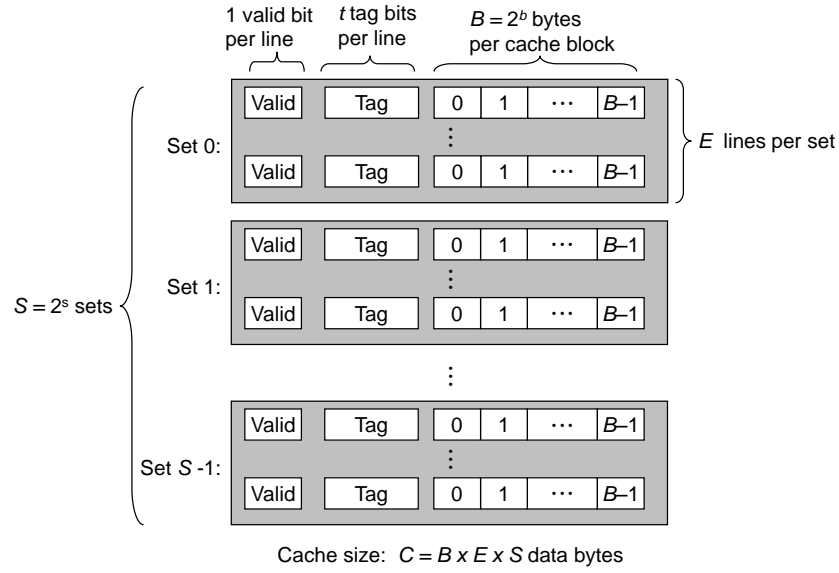 1 valid bit per line
t tag bits per line
B = 2^b bytes per cache block
Valid Tag 0 1 ... B–1
Set 0:
⋮
Valid Tag 0 1 ... B–1
E lines per set
Valid Tag 0 1 ... B–1
Set 1:
⋮
Valid Tag 0 1 ... B–1
S = 2^s sets
⋮
Valid Tag 0 1 ... B–1
Set S -1:
⋮
Valid Tag 0 1 ... B–1
Cache size: C = B x E x S data bytes